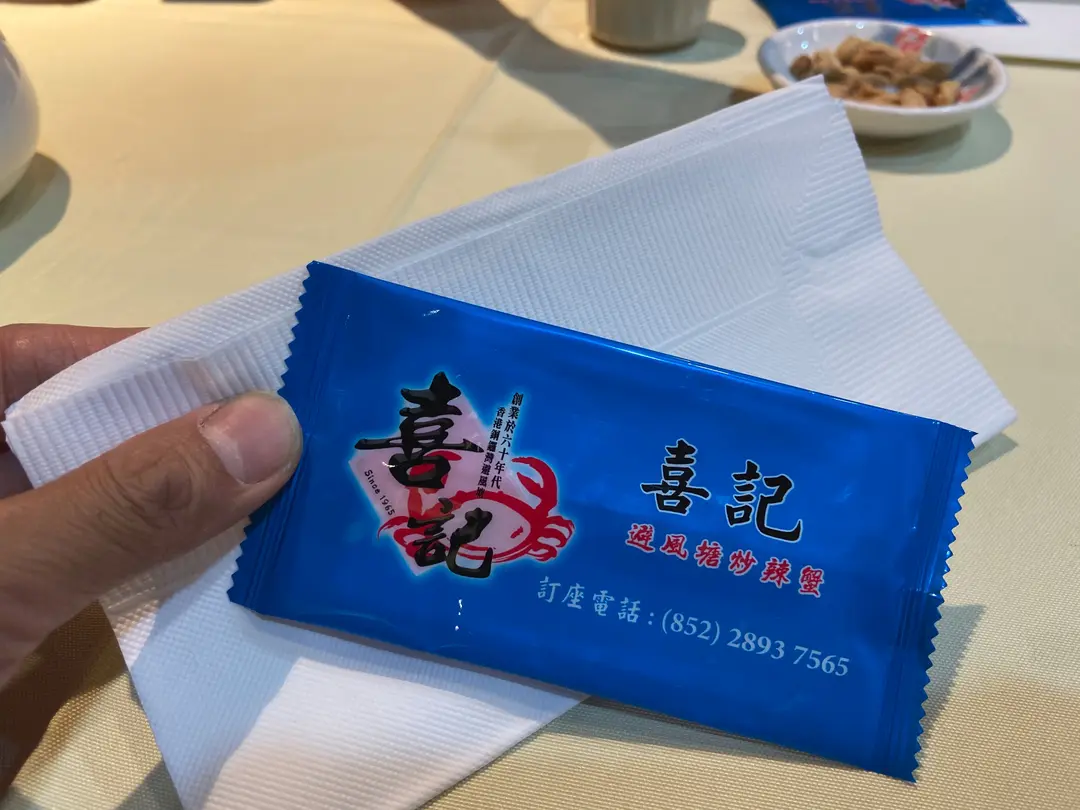 喜記
創業於六十年代
香港銅鑼灣避風塘
Since 1965
喜記
避風塘炒辣蟹
訂座電話 : (852) 2893 7565